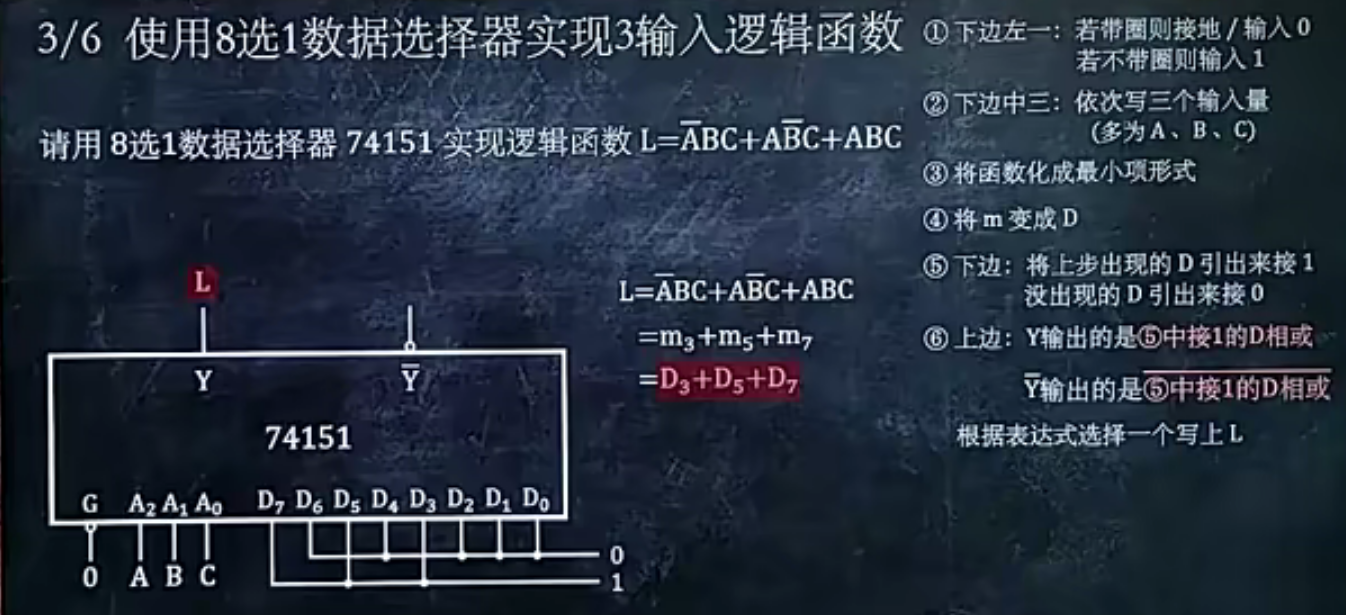 3/6 使用8选1数据选择器实现3输入逻辑函数
请用 8选1数据选择器 74151 实现逻辑函数 L=A̅BC+AB̅C+ABC
L
Y Y̅
74151
G A₂ A₁ A₀ D₇ D₆ D₅ D₄ D₃ D₂ D₁ D₀
0 A B C
0
1
L=A̅BC+AB̅C+ABC
=m₃+m₅+m₇
=D₃+D₅+D₇
① 下边左一：若带圈则接地 / 输入 0
若不带圈则输入 1
② 下边中三：依次写三个输入量
(多为 A 、B 、C)
③ 将函数化成最小项形式
④ 将 m 变成 D
⑤ 下边：将上步出现的 D 引出来接 1
没出现的 D 引出来接 0
⑥ 上边：Y输出的是⑤中接1的D相或
Y̅输出的是⑤中接1的D相或
根据表达式选择一个写上 L